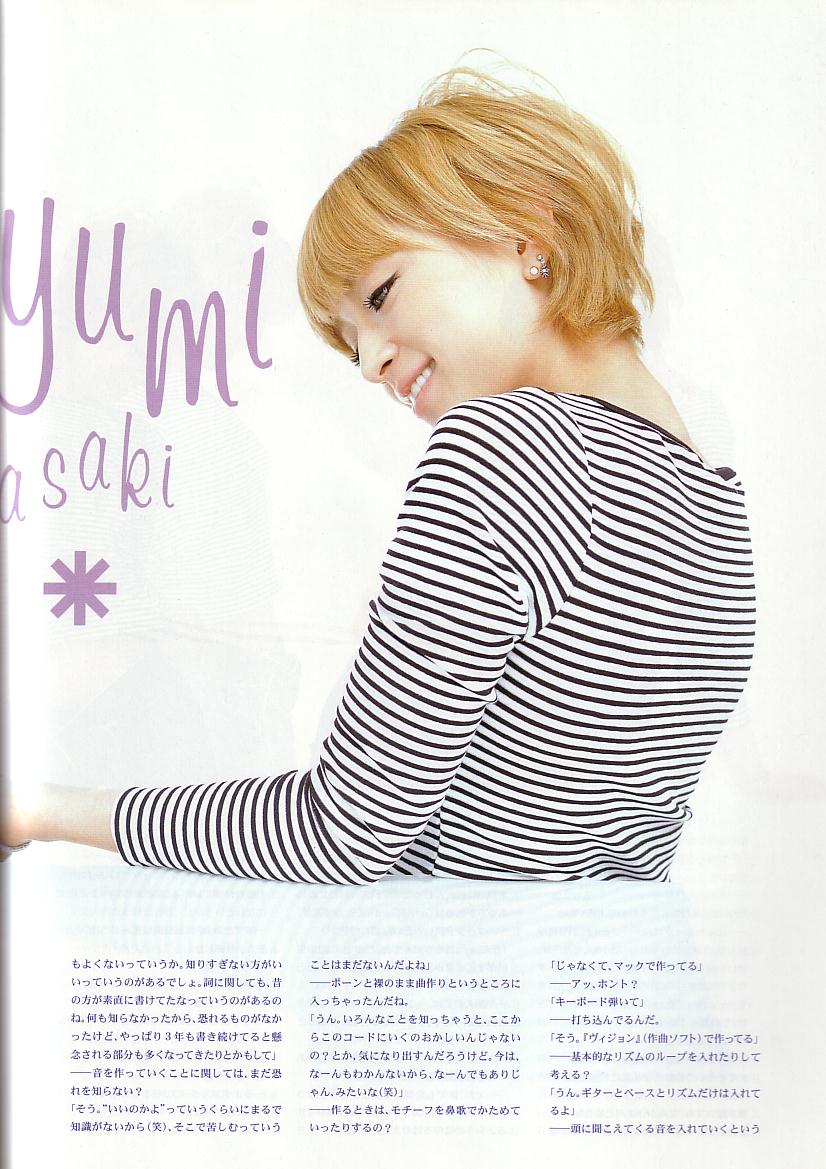 yumi
asaki
もよくないっていうか。知りすぎない方がい
いっていうのがあるでしょ。詞に関しても、昔
の方が素直に書けてたなっていうのがあるの
ね。何も知らなかったから、恐れるものがなか
ったけど、やっぱり3年も書き続けてると懸
念される部分も多くなってきたりとかもして」
――音を作っていくことに関しては、まだ恐
れを知らない？
「そう。“いいのかよ”っていうくらいにまるで
知識がないから(笑)、そこで苦しむっていう
ことはまだないんだよね」
――ポーンと裸のまま曲作りというところに
入っちゃったんだね。
「うん。いろんなことを知っちゃうと、ここか
らこのコードにいくのおかしいんじゃない
の？とか、気になり出すんだろうけど。今は、
なーんもわかんないから、なーんでもありじ
ゃん、みたいな(笑)」
――作るときは、モチーフを鼻歌でかためて
いったりするの？
「じゃなくて、マックで作ってる」
――アッ、ホント？
「キーボード弾いて」
――打ち込んでるんだ。
「そう。『ヴィジョン』(作曲ソフト)で作ってる」
――基本的なリズムのループを入れたりして
考える？
「うん。ギターとベースとリズムだけは入れて
るよ」
――頭に聞こえてくる音を入れていくという